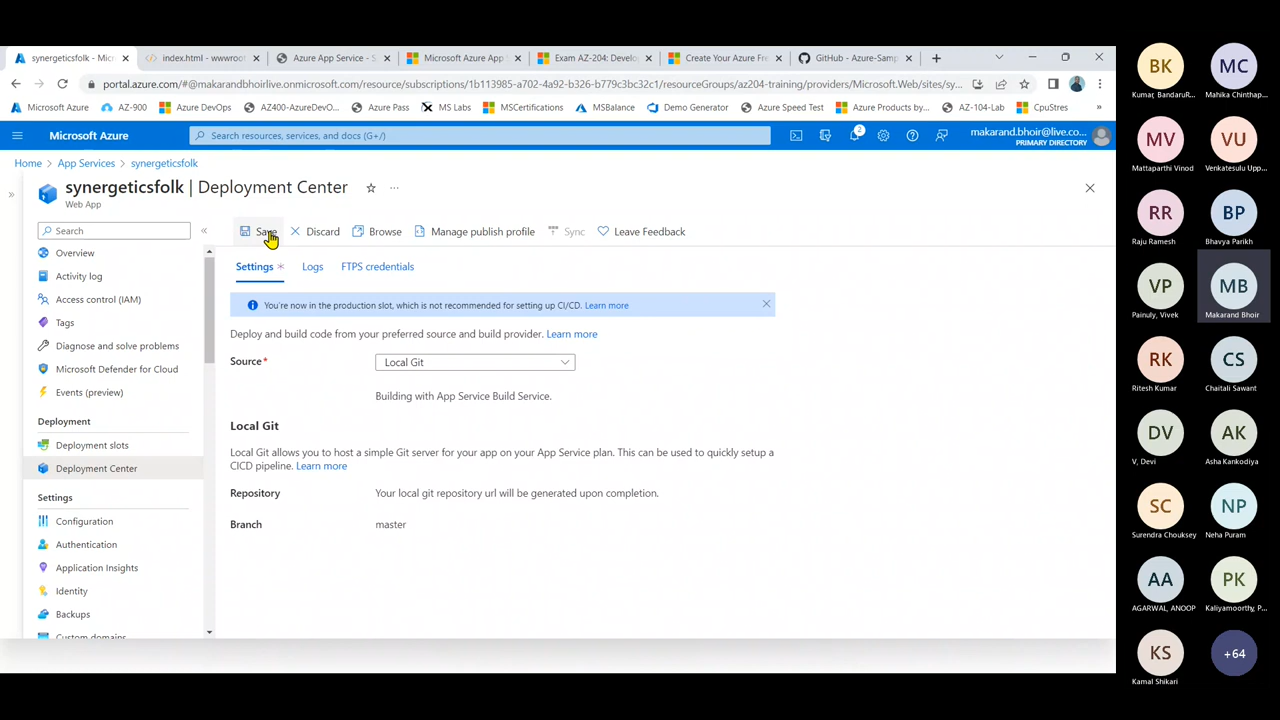 synergeticsfolk - Micr
index.html - wwwroot
Azure App Service - S
Microsoft Azure App S
Exam AZ-204: Develo
Create Your Azure Fre
GitHub - Azure-Samp
portal.azure.com/#@makarandbhoirlive.onmicrosoft.com/resource/subscriptions/1b113985-a702-4a92-b326-b779c3bc32c1/resourceGroups/az204-training/providers/Microsoft.Web/sites/sy...
Microsoft Azure
AZ-900
Azure DevOps
AZ400-AzureDevO...
Azure Pass
MS Labs
MSCertifications
MSBalance
Demo Generator
Azure Speed Test
Azure Products by...
AZ-104-Lab
CpuStres
»
Microsoft Azure
Search resources, services, and docs (G+/)
2
makarand.bhoir@live.co...
PRIMARY DIRECTORY
Home > App Services > synergeticsfolk
synergeticsfolk | Deployment Center
Web App
Search
Overview
Activity log
Access control (IAM)
Tags
Diagnose and solve problems
Microsoft Defender for Cloud
Events (preview)
Deployment
Deployment slots
Deployment Center
Settings
Configuration
Authentication
Application Insights
Identity
Backups
Custom domains
Save
Discard
Browse
Manage publish profile
Sync
Leave Feedback
Settings *
Logs
FTPS credentials
You're now in the production slot, which is not recommended for setting up CI/CD. Learn more
Deploy and build code from your preferred source and build provider. Learn more
Source*
Local Git
Building with App Service Build Service.
Local Git
Local Git allows you to host a simple Git server for your app on your App Service plan. This can be used to quickly setup a
CICD pipeline. Learn more
Repository
Your local git repository url will be generated upon completion.
Branch
master
BK
Kumar, BandaruR...
MC
Mahika Chinthap...
MV
Mattaparthi Vinod
VU
Venkatesulu Upp...
RR
Raju Ramesh
BP
Bhavya Parikh
VP
Painuly, Vivek
MB
Makarand Bhoir
RK
Ritesh Kumar
CS
Chaitali Sawant
DV
V, Devi
AK
Asha Kankodiya
SC
Surendra Chouksey
NP
Neha Puram
AA
AGARWAL, ANOOP
PK
Kaliyamoorthy, P...
KS
Kamal Shikari
+64